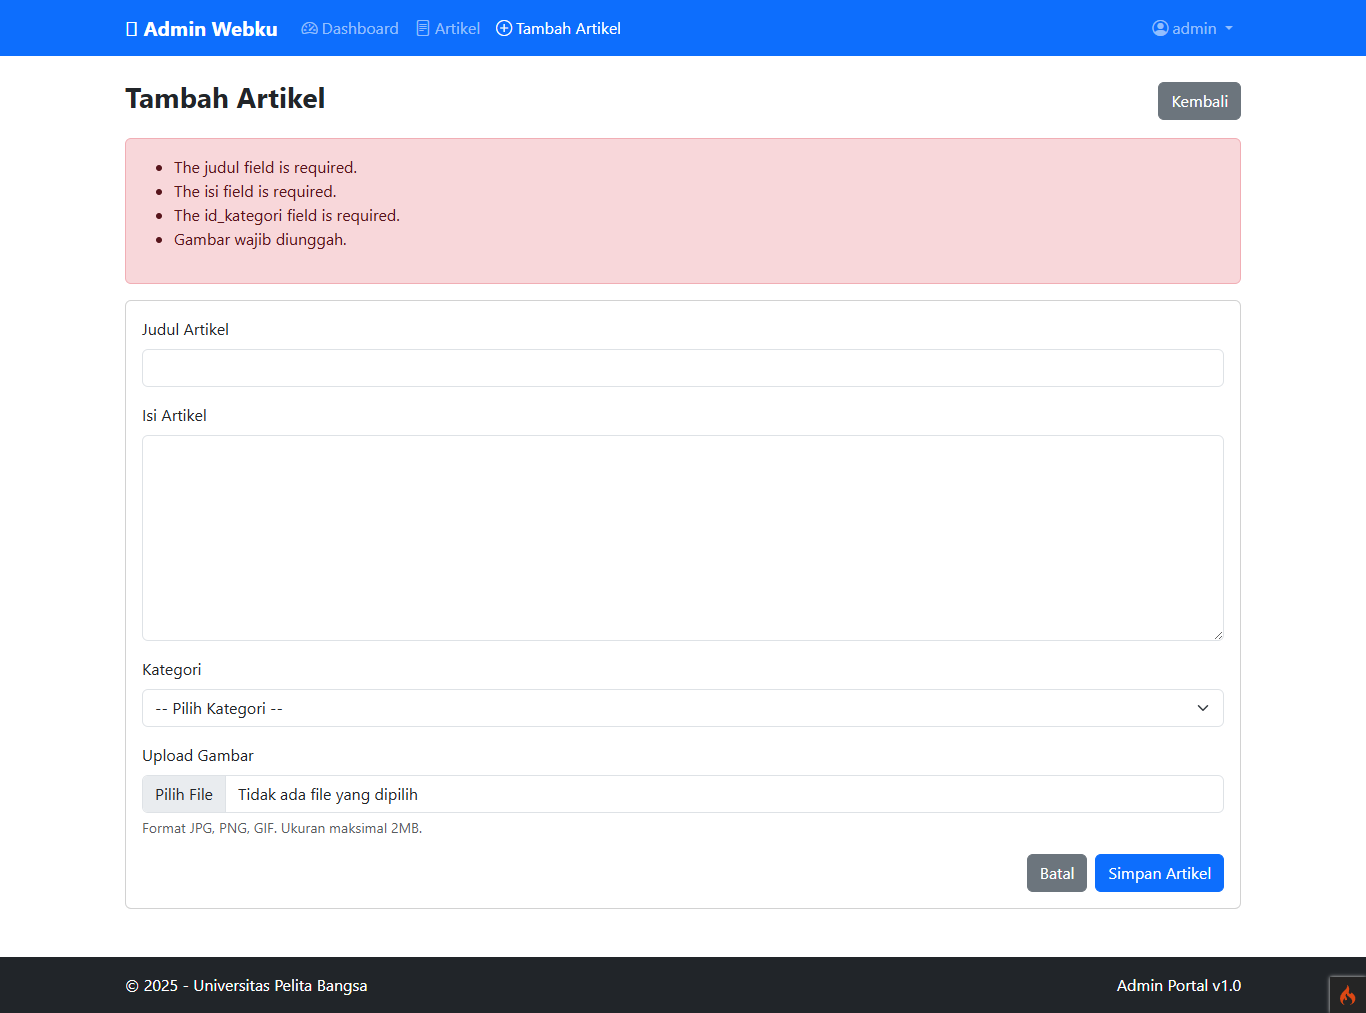 Admin Webku Dashboard Artikel Tambah Artikel admin
Tambah Artikel
Kembali
The judul field is required.
The isi field is required.
The id_kategori field is required.
Gambar wajib diunggah.
Judul Artikel
Isi Artikel
Kategori
-- Pilih Kategori --
Upload Gambar
Pilih File Tidak ada file yang dipilih
Format JPG, PNG, GIF. Ukuran maksimal 2MB.
Batal Simpan Artikel
© 2025 - Universitas Pelita Bangsa Admin Portal v1.0